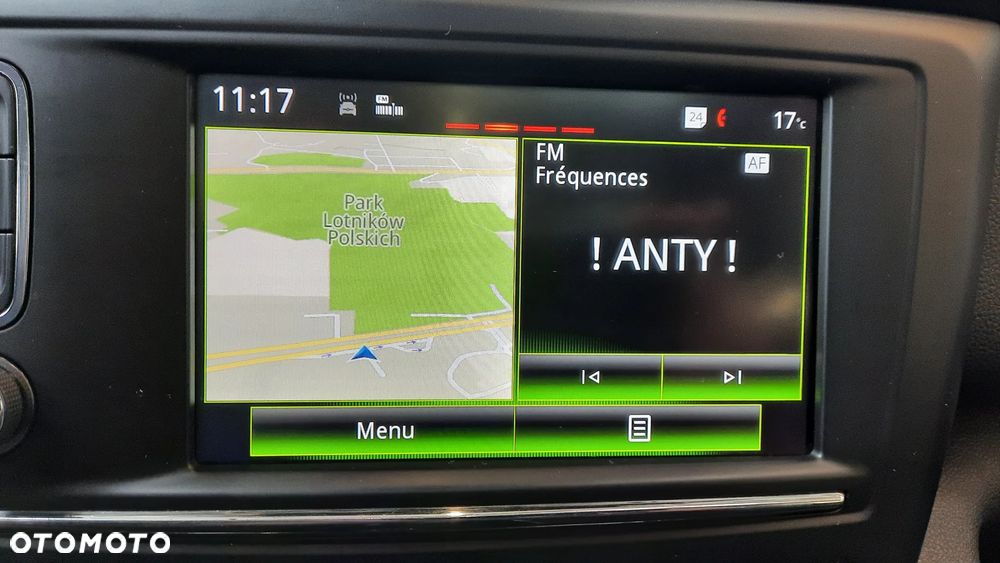 11:17
FM
24
17°C
FM
Fréquences
AF
Park
Lotników
Polskich
! ANTY !
Menu
OTOMOTO